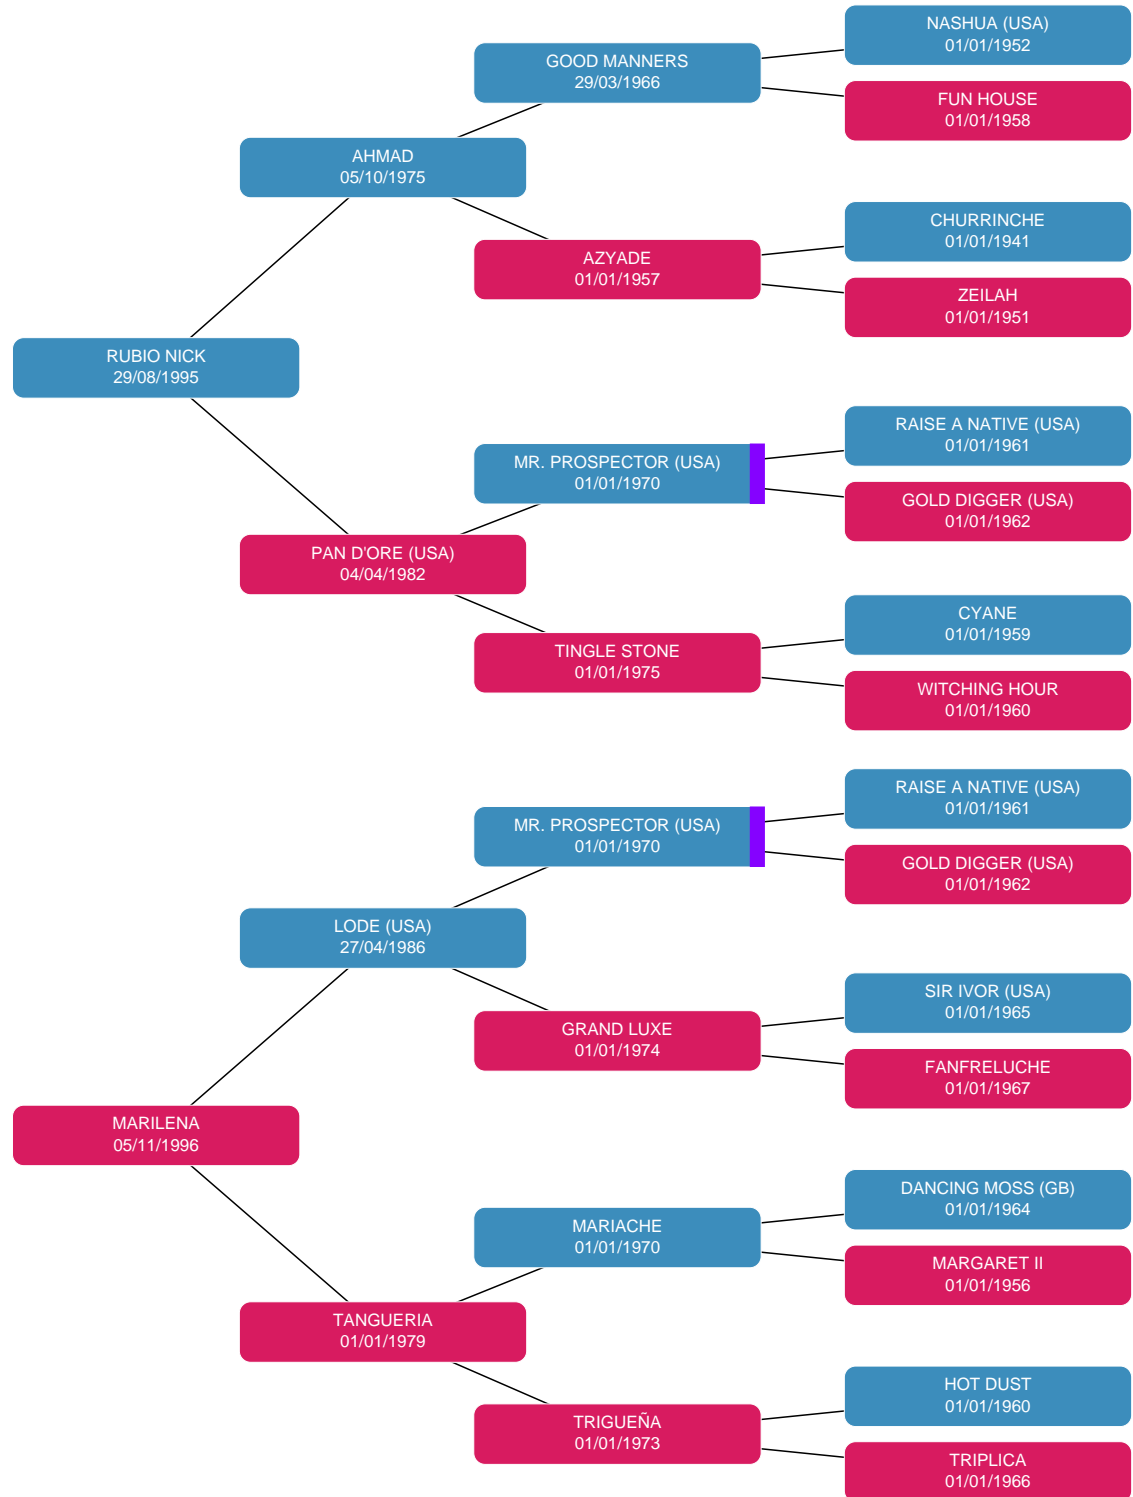 NASHUA (USA)
01/01/1952
GOOD MANNERS
29/03/1966
FUN HOUSE
01/01/1958
AHMAD
05/10/1975
CHURRINCHE
01/01/1941
AZYADE
01/01/1957
ZEILAH
01/01/1951
RUBIO NICK
29/08/1995
RAISE A NATIVE (USA)
01/01/1961
MR. PROSPECTOR (USA)
01/01/1970
GOLD DIGGER (USA)
01/01/1962
PAN D'ORE (USA)
04/04/1982
CYANE
01/01/1959
TINGLE STONE
01/01/1975
WITCHING HOUR
01/01/1960
RAISE A NATIVE (USA)
01/01/1961
MR. PROSPECTOR (USA)
01/01/1970
GOLD DIGGER (USA)
01/01/1962
LODE (USA)
27/04/1986
SIR IVOR (USA)
01/01/1965
GRAND LUXE
01/01/1974
FANFRELUCHE
01/01/1967
MARILENA
05/11/1996
DANCING MOSS (GB)
01/01/1964
MARIACHE
01/01/1970
MARGARET II
01/01/1956
TANGUERIA
01/01/1979
HOT DUST
01/01/1960
TRIGUEÑA
01/01/1973
TRIPLICA
01/01/1966